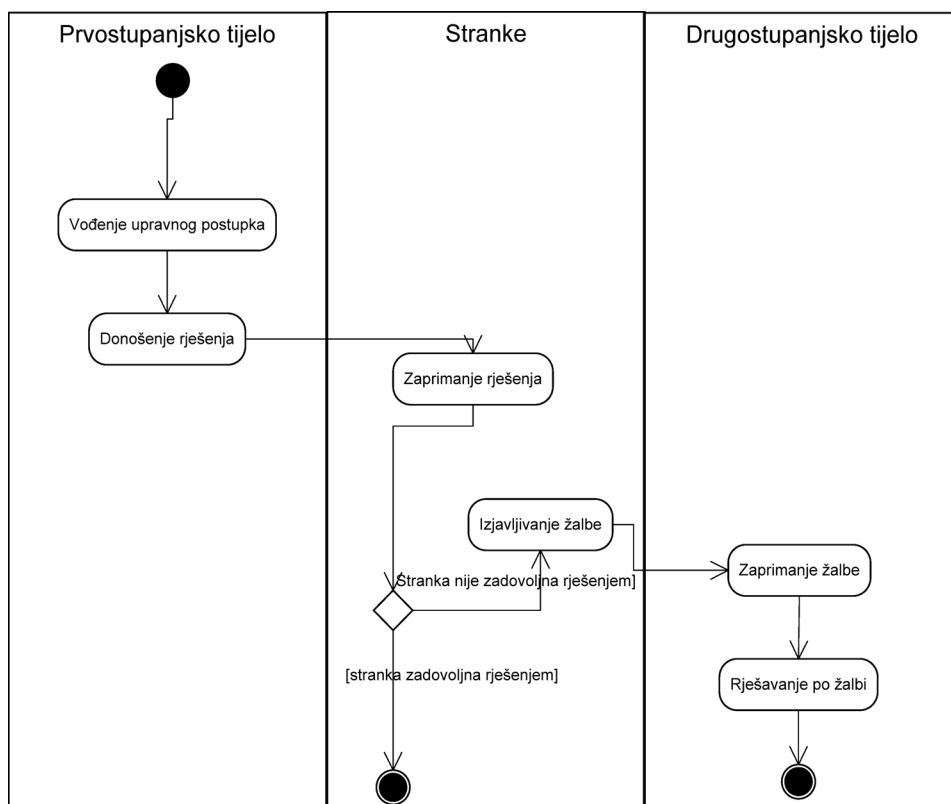 Prvostupanjsko tijelo
Stranke
Drugostupanjsko tijelo
Vođenje upravnog postupka
Donošenje rješenja
Zaprimanje rješenja
Izjavljivanje žalbe
Zaprimanje žalbe
Stranka nije zadovoljna rješenjem]
[stranka zadovoljna rješenjem]
Rješavanje po žalbi